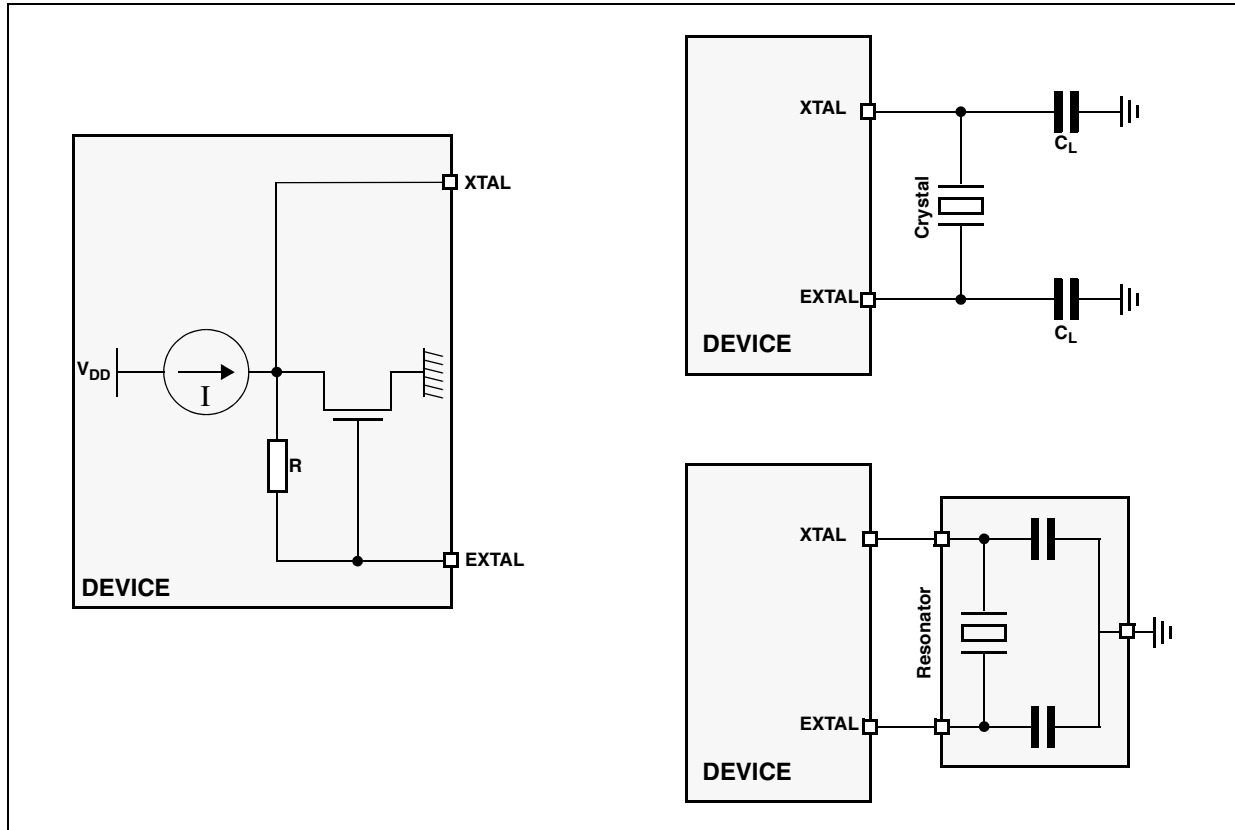 XTAL
VDD
I
R
EXTAL
DEVICE
XTAL
CL
Crystal
EXTAL
CL
DEVICE
XTAL
Resonator
EXTAL
DEVICE